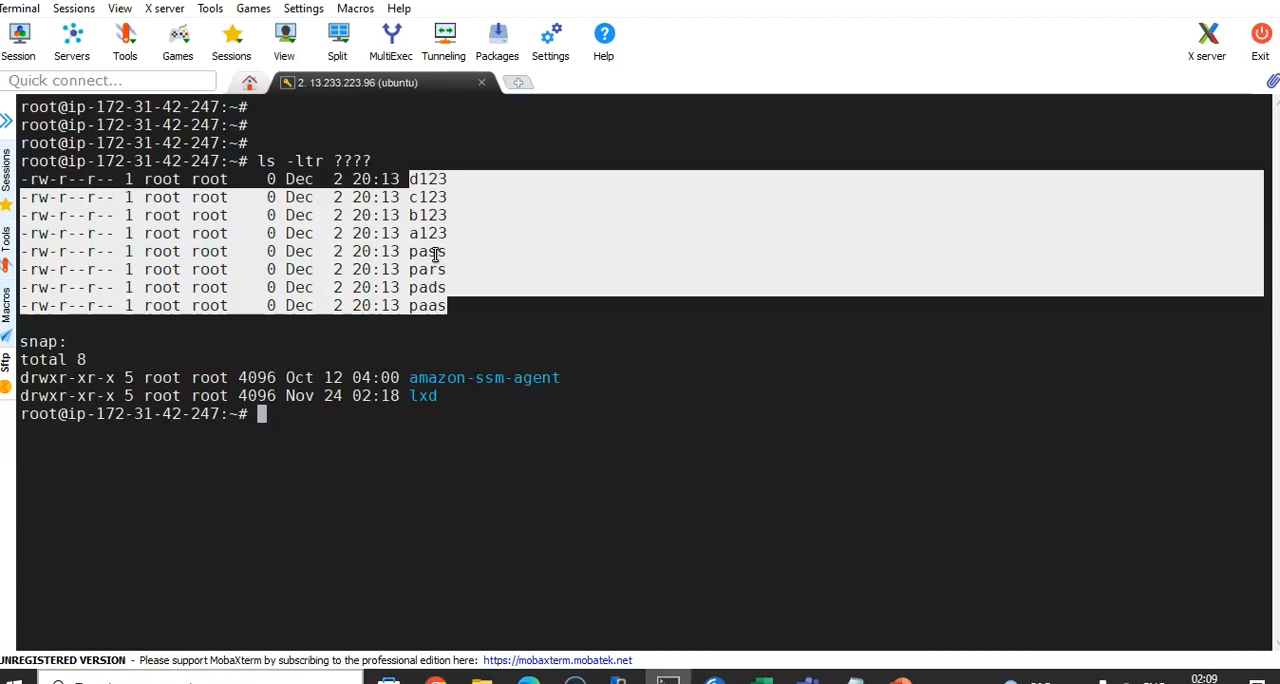 Terminal Sessions View X server Tools Games Settings Macros Help
Session Servers Tools Games Sessions View Split MultiExec Tunneling Packages Settings Help X server Exit
Quick connect... 2. 13.233.223.96 (ubuntu)
Sessions
Tools
Macros
Sftp
root@ip-172-31-42-247:~#
root@ip-172-31-42-247:~#
root@ip-172-31-42-247:~#
root@ip-172-31-42-247:~# ls -ltr ????
-rw-r--r-- 1 root root    0 Dec  2 20:13 d123
-rw-r--r-- 1 root root    0 Dec  2 20:13 c123
-rw-r--r-- 1 root root    0 Dec  2 20:13 b123
-rw-r--r-- 1 root root    0 Dec  2 20:13 a123
-rw-r--r-- 1 root root    0 Dec  2 20:13 pass
-rw-r--r-- 1 root root    0 Dec  2 20:13 pars
-rw-r--r-- 1 root root    0 Dec  2 20:13 pads
-rw-r--r-- 1 root root    0 Dec  2 20:13 paas
snap:
total 8
drwxr-xr-x 5 root root 4096 Oct 12 04:00 amazon-ssm-agent
drwxr-xr-x 5 root root 4096 Nov 24 02:18 lxd
root@ip-172-31-42-247:~#
UNREGISTERED VERSION - Please support MobaXterm by subscribing to the professional edition here: https://mobaxterm.mobatek.net
02:09